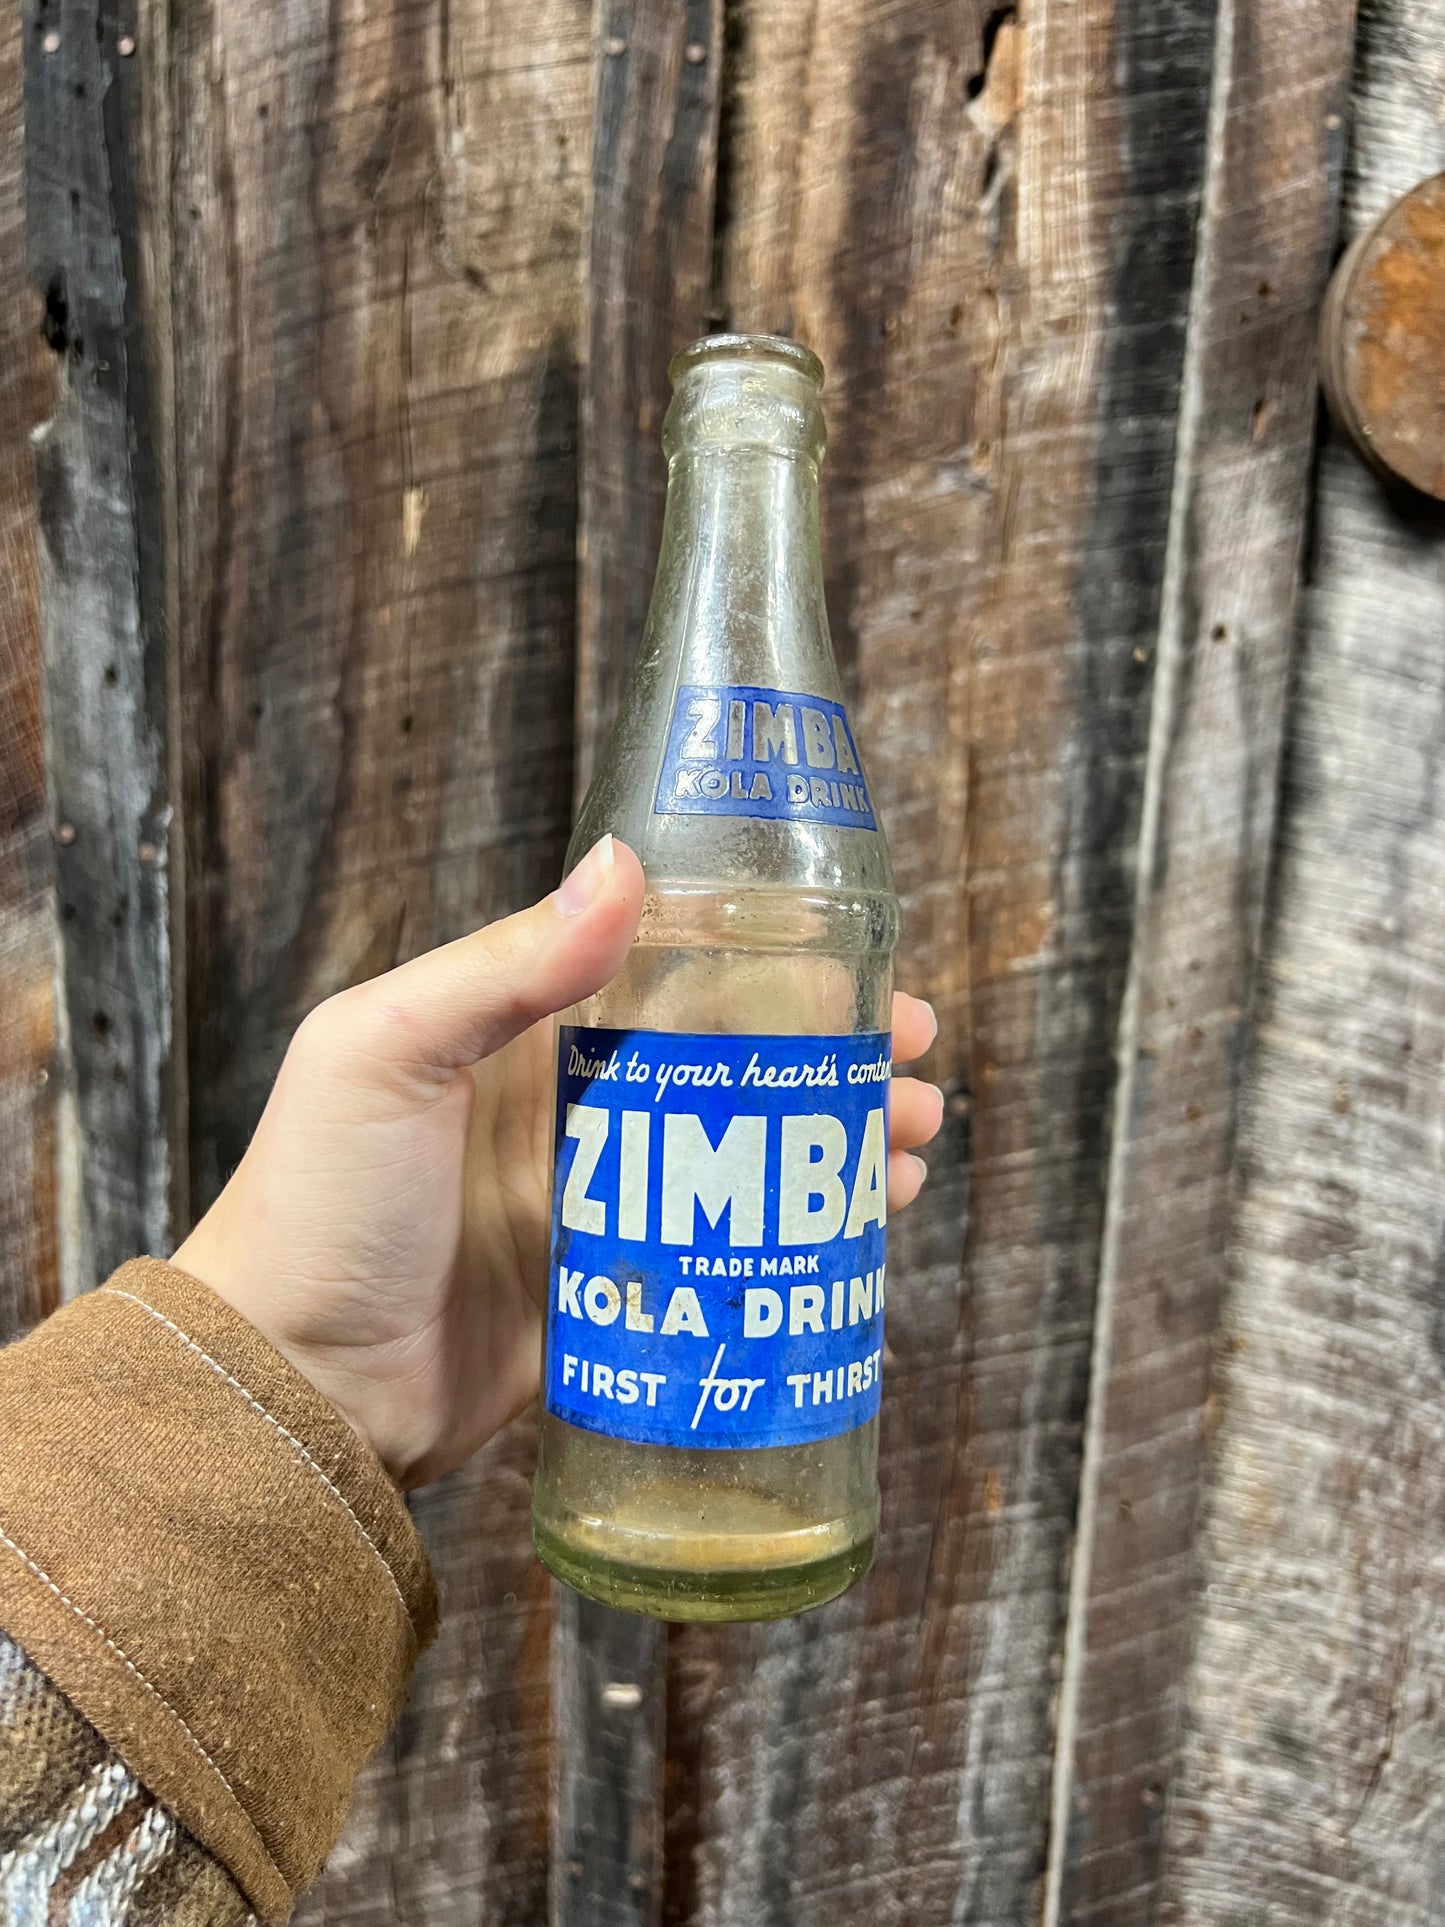 ZIMBA
KOLA DRINK
Drink to your heart's conten
ZIMBA
TRADE MARK
KOLA DRINK
FIRST for THIRST